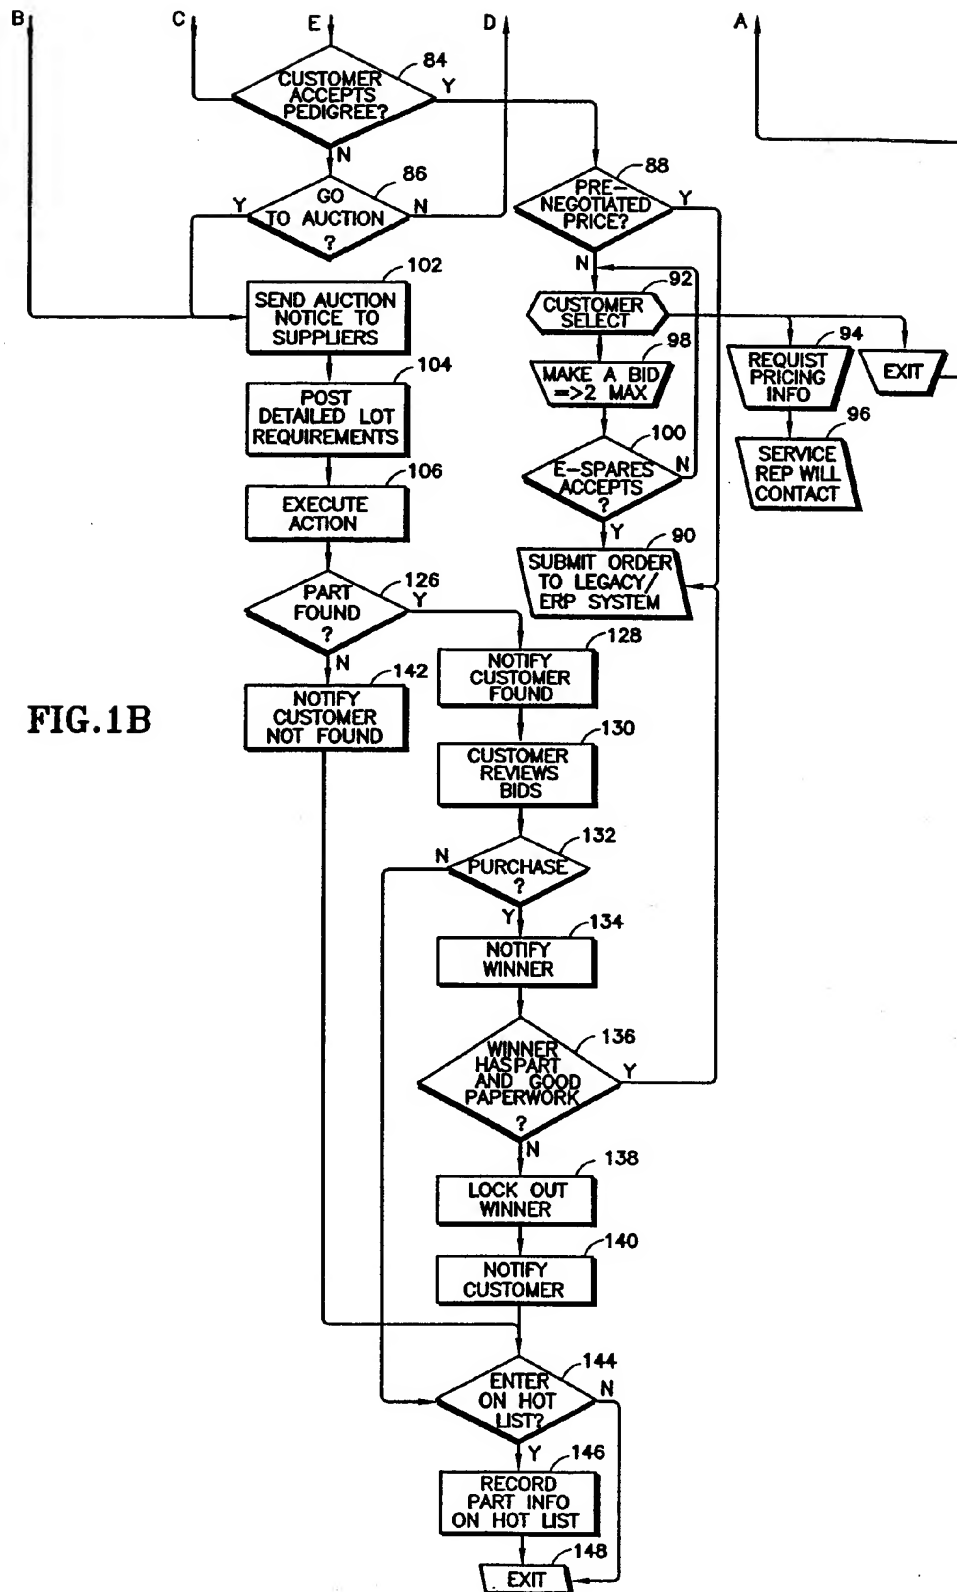 B
C
E
D
A
84
CUSTOMER
ACCEPTS
PEDIGREE?
Y
N
86
GO
TO AUCTION
?
Y
N
88
PRE-
NEGOTIATED
PRICE?
Y
N
102
SEND AUCTION
NOTICE TO
SUPPLIERS
92
CUSTOMER
SELECT
94
REQUIST
PRICING
INFO
EXIT
98
MAKE A BID
=>2 MAX
104
POST
DETAILED LOT
REQUIREMENTS
96
SERVICE
REP WILL
CONTACT
100
E-SPARES
ACCEPTS
?
N
Y
106
EXECUTE
ACTION
90
SUBMIT ORDER
TO LEGACY/
ERP SYSTEM
126
PART
FOUND
?
Y
N
128
NOTIFY
CUSTOMER
FOUND
142
NOTIFY
CUSTOMER
NOT FOUND
FIG.1B
130
CUSTOMER
REVIEWS
BIDS
132
PURCHASE
?
N
Y
134
NOTIFY
WINNER
136
WINNER
HASPART
AND GOOD
PAPERWORK
?
Y
N
138
LOCK OUT
WINNER
140
NOTIFY
CUSTOMER
144
ENTER
ON HOT
LIST?
N
Y
146
RECORD
PART INFO
ON HOT LIST
148
EXIT